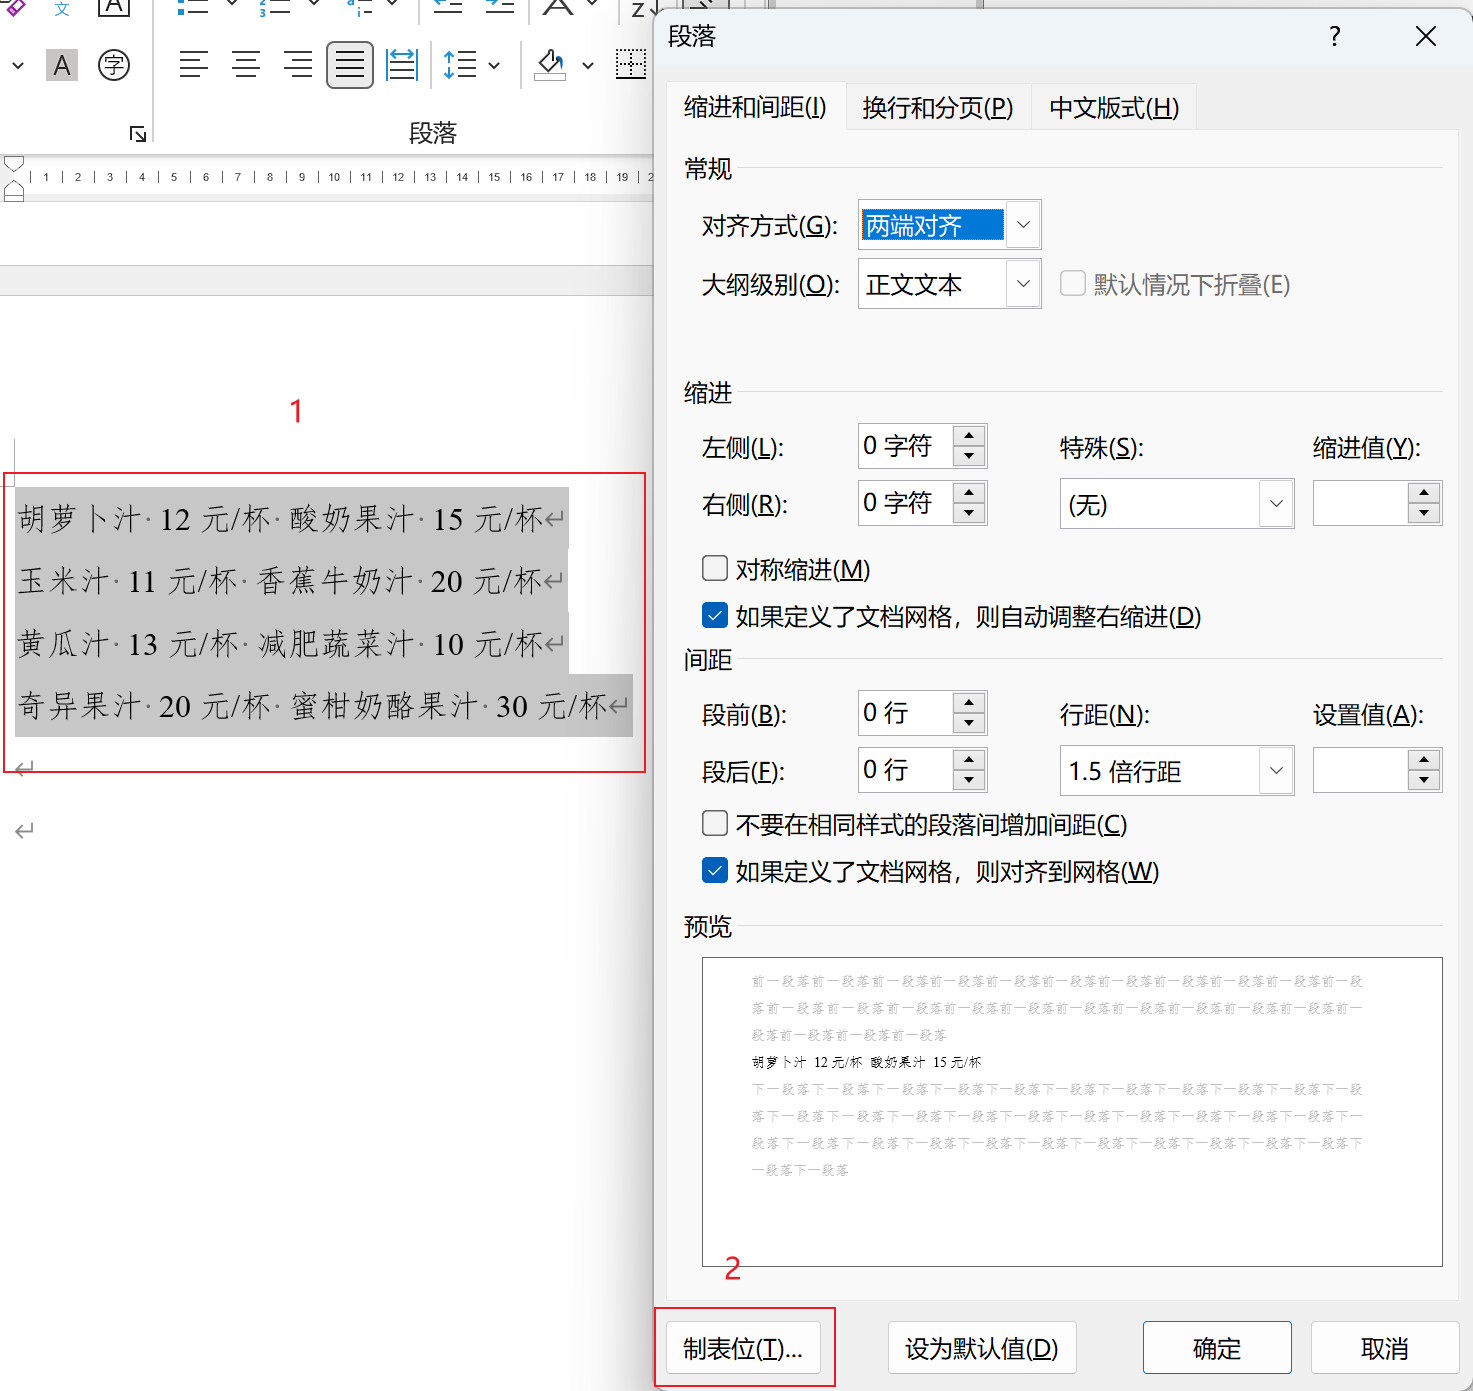 文
A
A
字
段落
1 2 3 4 5 6 7 8 9 10 11 12 13 14 15 16 17 18 19 2
1
胡萝卜汁· 12 元/杯· 酸奶果汁· 15 元/杯↵
玉米汁· 11 元/杯· 香蕉牛奶汁· 20 元/杯↵
黄瓜汁· 13 元/杯· 减肥蔬菜汁· 10 元/杯↵
奇异果汁· 20 元/杯· 蜜柑奶酪果汁· 30 元/杯↵
↵
↵
段落
?
缩进和间距(I) 换行和分页(P) 中文版式(H)
常规
对齐方式(G): 两端对齐
大纲级别(O): 正文文本 默认情况下折叠(E)
缩进
左侧(L): 0 字符 特殊(S): 缩进值(Y):
右侧(R): 0 字符 (无)
对称缩进(M)
如果定义了文档网格，则自动调整右缩进(D)
间距
段前(B): 0 行 行距(N): 设置值(A):
段后(F): 0 行 1.5 倍行距
不要在相同样式的段落间增加间距(C)
如果定义了文档网格，则对齐到网格(W)
预览
前一段落前一段落前一段落前一段落前一段落前一段落前一段落前一段落前一段落前一段落前一段
落前一段落前一段落前一段落前一段落前一段落前一段落前一段落前一段落前一段落前一段落前一
段落前一段落前一段落前一段落
胡萝卜汁 12 元/杯 酸奶果汁 15 元/杯
下一段落下一段落下一段落下一段落下一段落下一段落下一段落下一段落下一段落下一段落下一段
落下一段落下一段落下一段落下一段落下一段落下一段落下一段落下一段落下一段落下一段落下一
段落下一段落下一段落下一段落下一段落下一段落下一段落下一段落下一段落下一段落下一段落下
一段落下一段落
2
制表位(T)... 设为默认值(D) 确定 取消